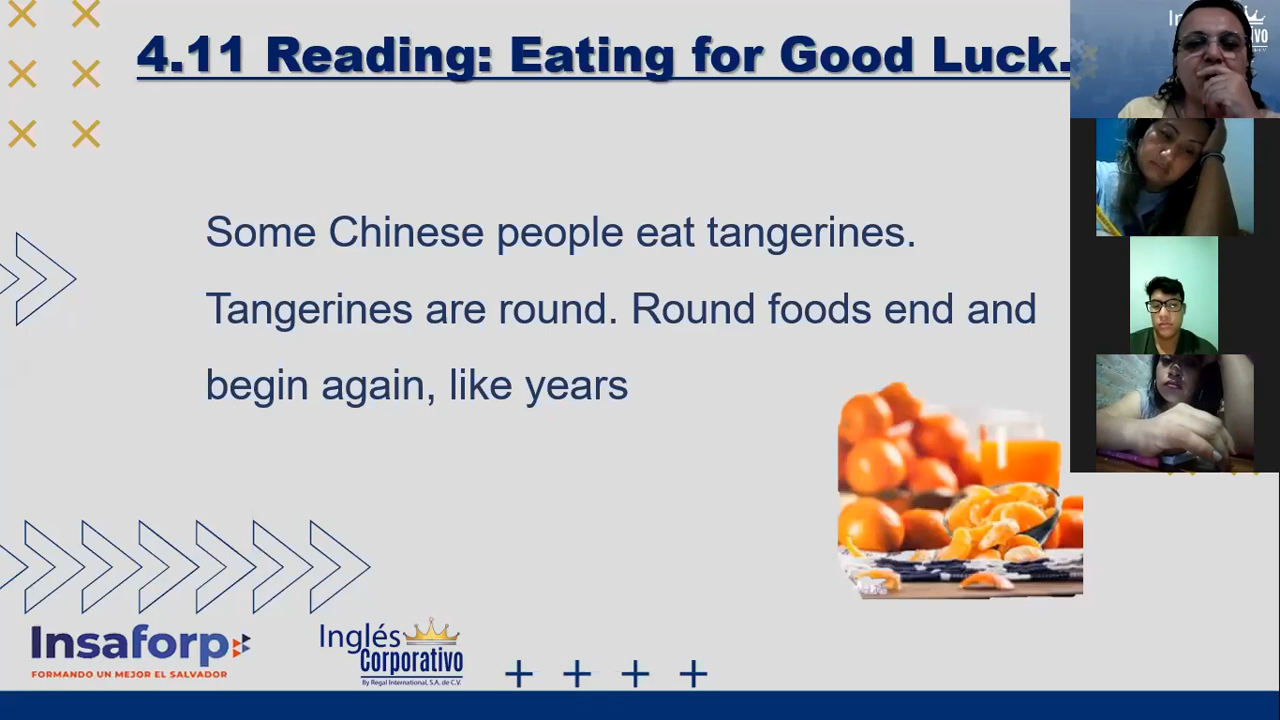 4.11 Reading: Eating for Good Luck.
Some Chinese people eat tangerines.
Tangerines are round. Round foods end and
begin again, like years
Insaforp
FORMANDO UN MEJOR EL SALVADOR
Inglés
Corporativo
By Regal International, S.A. de C.V.